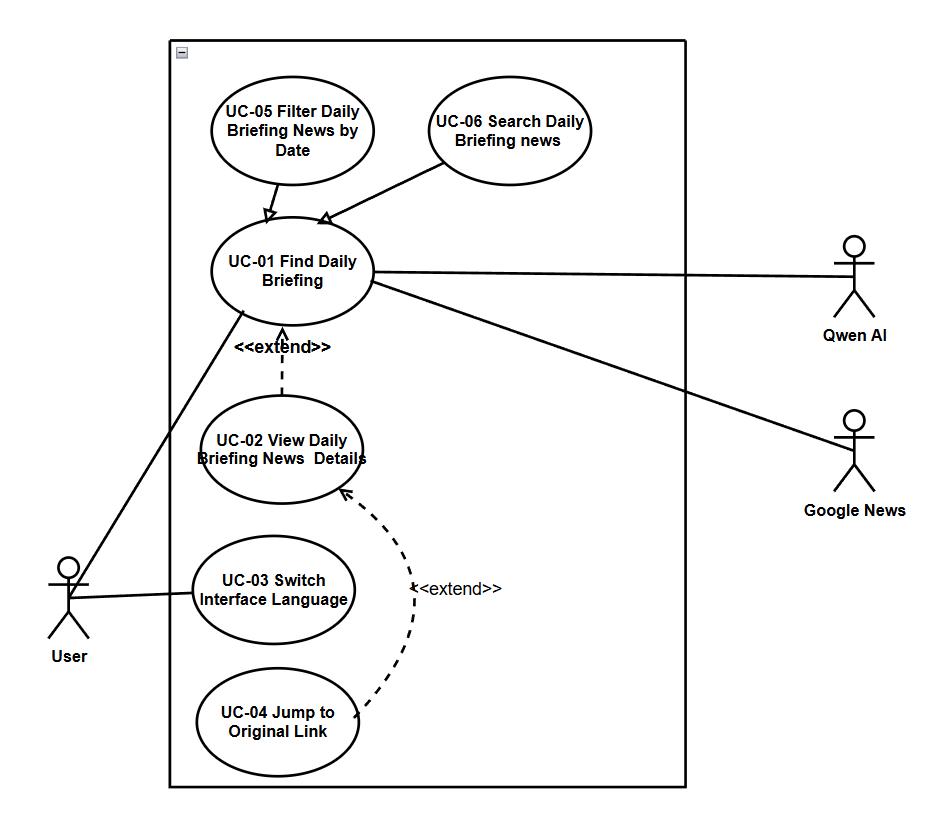 UC-05 Filter Daily
Briefing News by
Date
UC-06 Search Daily
Briefing news
UC-01 Find Daily
Briefing
Qwen AI
<<extend>>
UC-02 View Daily
Briefing News  Details
Google News
<<extend>>
UC-03 Switch
Interface Language
User
UC-04 Jump to
Original Link